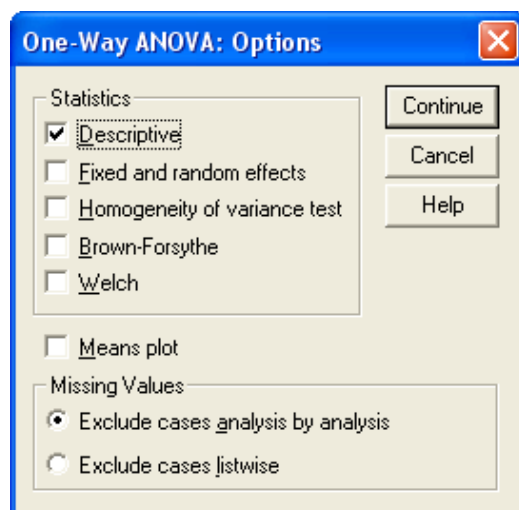 One-Way ANOVA: Options
Statistics
Descriptive
Fixed and random effects
Homogeneity of variance test
Brown-Forsythe
Welch
Continue
Cancel
Help
Means plot
Missing Values
Exclude cases analysis by analysis
Exclude cases listwise